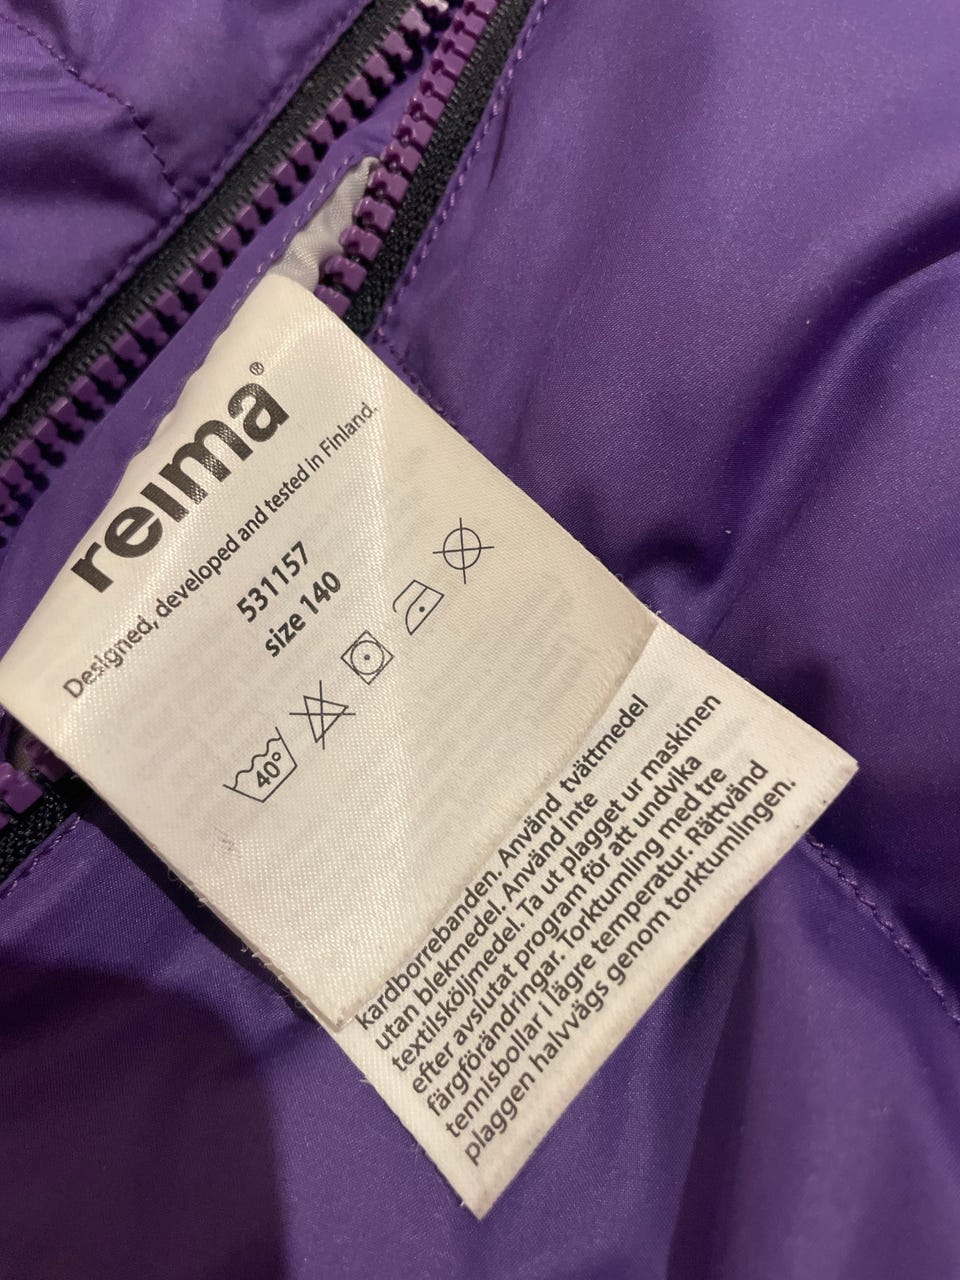 reima®
Designed, developed and tested in Finland.
531157
size 140
40°
kardborrebanden. Använd tvättmedel
utan blekmedel. Använd inte
textilsköljmedel. Ta ut plagget ur maskinen
efter avslutat program för att undvika
färgförändringar. Torktumling med tre
tennisbollar i lägre temperatur. Rättvänd
plaggen halvvägs genom torktumlingen.